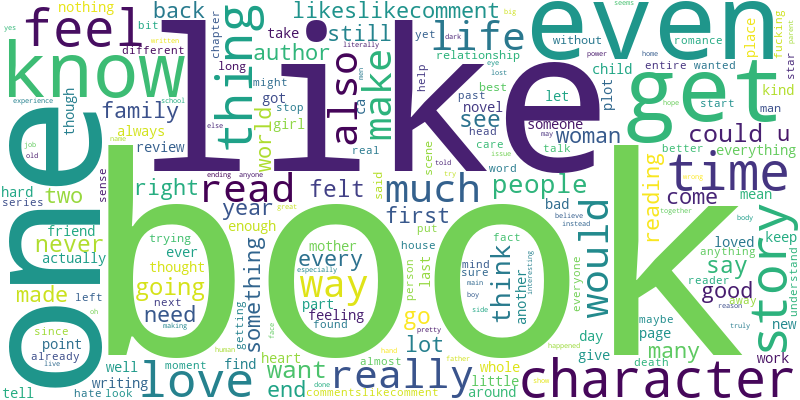 nothing
back
likeslikecomment
even
feel
bit
thing
still
life
yes
chapter
take
yet
dark
big
without
romance
seems
place
fucking
parent
different
author
literally
power
home
know
long
make
also
help
relationship
child
entire
wanted
star
experience
school
might
best
kind
written
though
family
got
stop
ca
men
eye
lost
past
novel
let
plot
hope
start
man
job
old
always
world
girl
real
see
head
someone
get
one
like
review
else
scene
care
may
woman
could u
never
ending
anyone
told
issue
talk
better
everything
hard
series
two
sense
name
right
read
felt
said
try
word
much
people
reading
wrong
time
mean
friend
actually
year
great
first
bad
come
together
body
trying
enough
put
believe
instead
would
loved
keep
ever
mother
house
fact
say
anything
story
understand
made
thought
every
person
last
mind
sure
think
another
everyone
reader
left
going
especially
way
main
interesting
good
away
since
next
something
part
boy
reason
new
oh
need
feeling
go
side
point
making
getting
found
pretty
lot
day
maybe
page
truly
many
already
human
face
hand
father
happened
give
death
work
live
well
moment
find
heart
almost
whole
book
love
want
really
character
writing
end
done
little
show
tell
hate
look
commentslikecomment
around